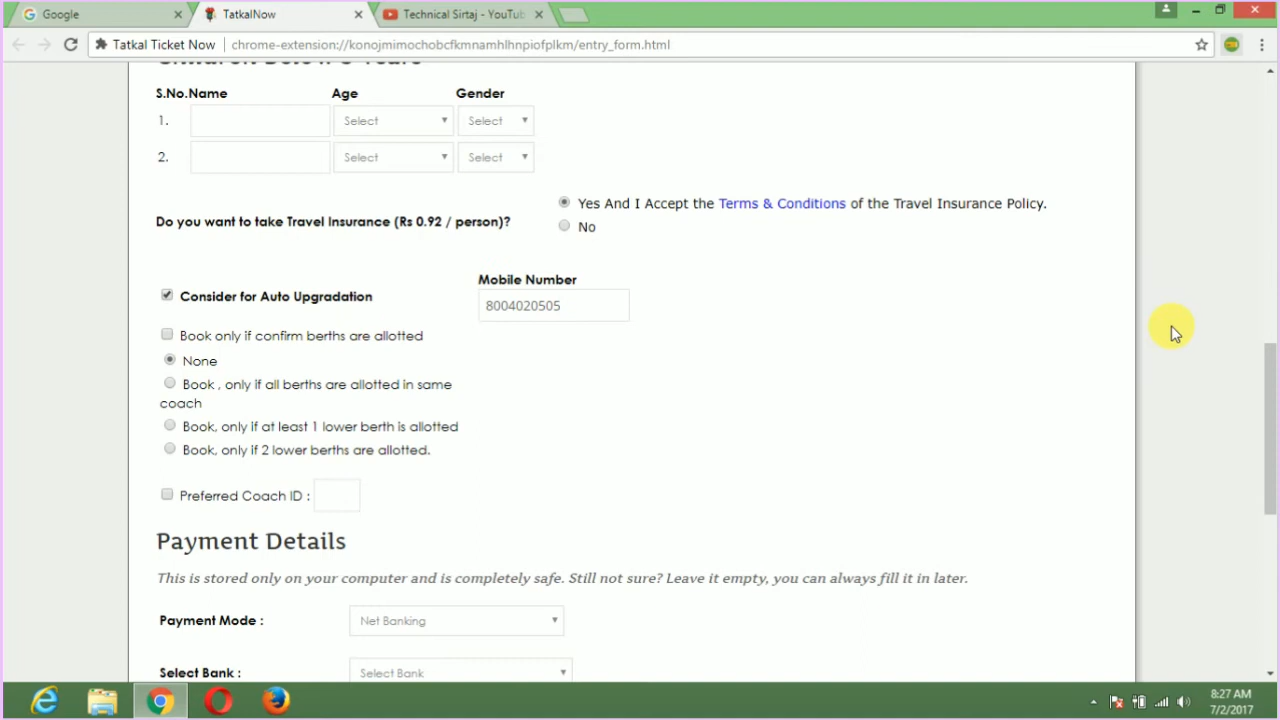 Google
TatkalNow
Technical Sirtaj - YouTub
Tatkal Ticket Now
chrome-extension://konojmimochobcfkmnamhlhnpiofplkm/entry_form.html
S.No.Name Age Gender
1. Select Select
2. Select Select
Do you want to take Travel Insurance (Rs 0.92 / person)?
Yes And I Accept the Terms & Conditions of the Travel Insurance Policy.
No
Consider for Auto Upgradation
Mobile Number
8004020505
Book only if confirm berths are allotted
None
Book , only if all berths are allotted in same
coach
Book, only if at least 1 lower berth is allotted
Book, only if 2 lower berths are allotted.
Preferred Coach ID :
Payment Details
This is stored only on your computer and is completely safe. Still not sure? Leave it empty, you can always fill it in later.
Payment Mode : Net Banking
Select Bank : Select Bank
8:27 AM
7/2/2017